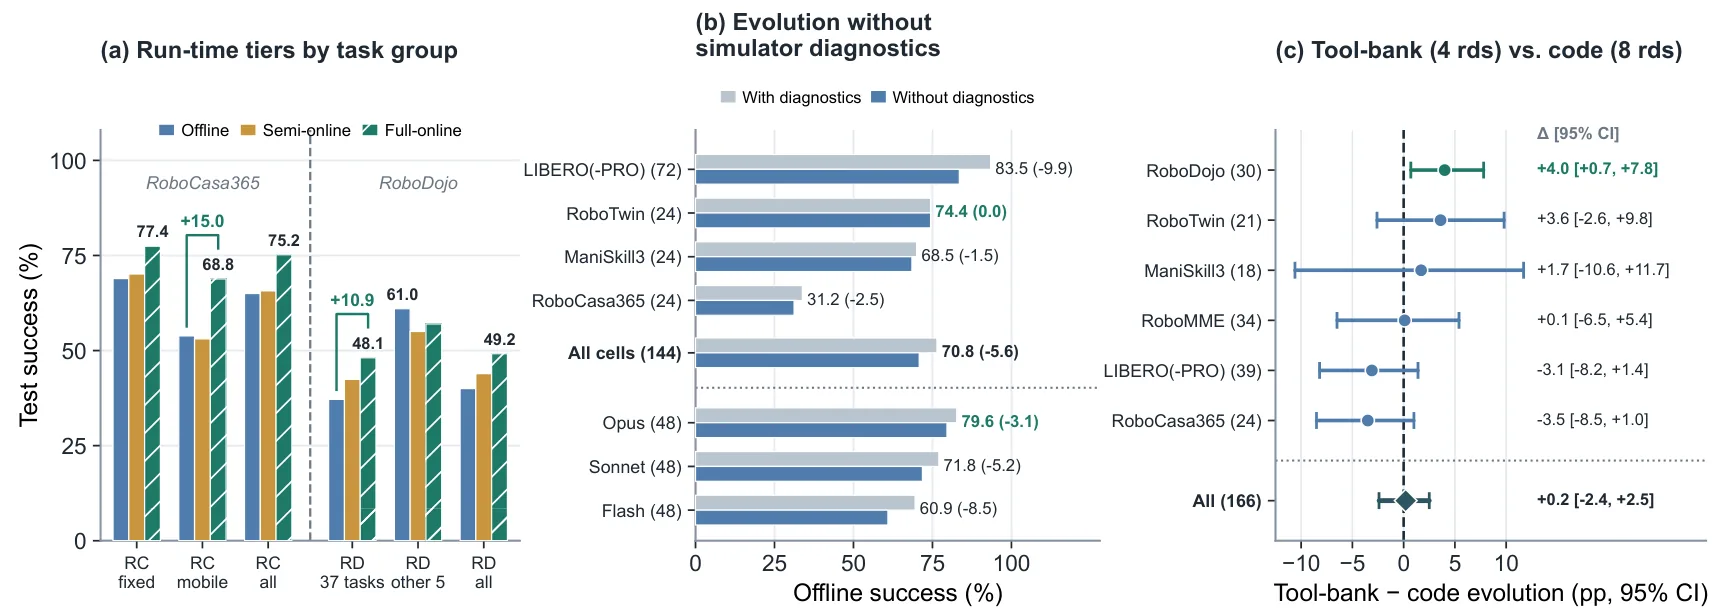 (a) Run-time tiers by task group
Offline Semi-online Full-online
RoboCasa365 RoboDojo
Test success (%)
100
75
50
25
0
77.4
+15.0
68.8
75.2
+10.9
48.1
61.0
49.2
RC fixed
RC mobile
RC all
RD 37 tasks
RD other 5
RD all
(b) Evolution without
simulator diagnostics
With diagnostics Without diagnostics
LIBERO(-PRO) (72) 83.5 (-9.9)
RoboTwin (24) 74.4 (0.0)
ManiSkill3 (24) 68.5 (-1.5)
RoboCasa365 (24) 31.2 (-2.5)
All cells (144) 70.8 (-5.6)
Opus (48) 79.6 (-3.1)
Sonnet (48) 71.8 (-5.2)
Flash (48) 60.9 (-8.5)
0 25 50 75 100
Offline success (%)
(c) Tool-bank (4 rds) vs. code (8 rds)
Δ [95% CI]
RoboDojo (30) +4.0 [+0.7, +7.8]
RoboTwin (21) +3.6 [-2.6, +9.8]
ManiSkill3 (18) +1.7 [-10.6, +11.7]
RoboMME (34) +0.1 [-6.5, +5.4]
LIBERO(-PRO) (39) -3.1 [-8.2, +1.4]
RoboCasa365 (24) -3.5 [-8.5, +1.0]
All (166) +0.2 [-2.4, +2.5]
−10 −5 0 5 10
Tool-bank − code evolution (pp, 95% CI)